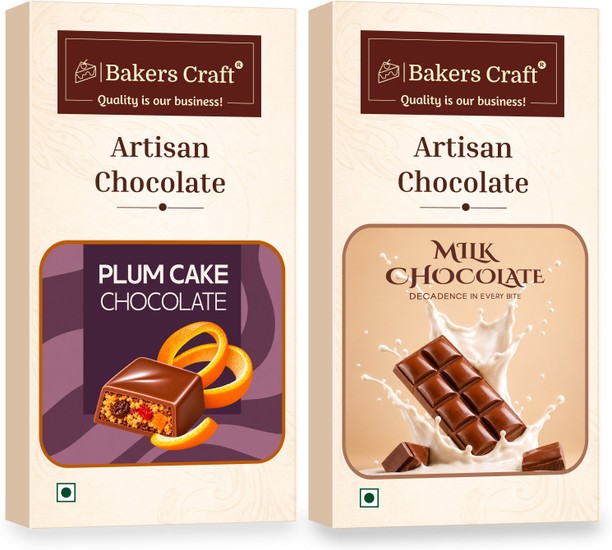 Bakers Craft®
Quality is our business!
Artisan
Chocolate
PLUM CAKE
CHOCOLATE
Bakers Craft®
Quality is our business!
Artisan
Chocolate
MILK
CHOCOLATE
DECADENCE IN EVERY BITE